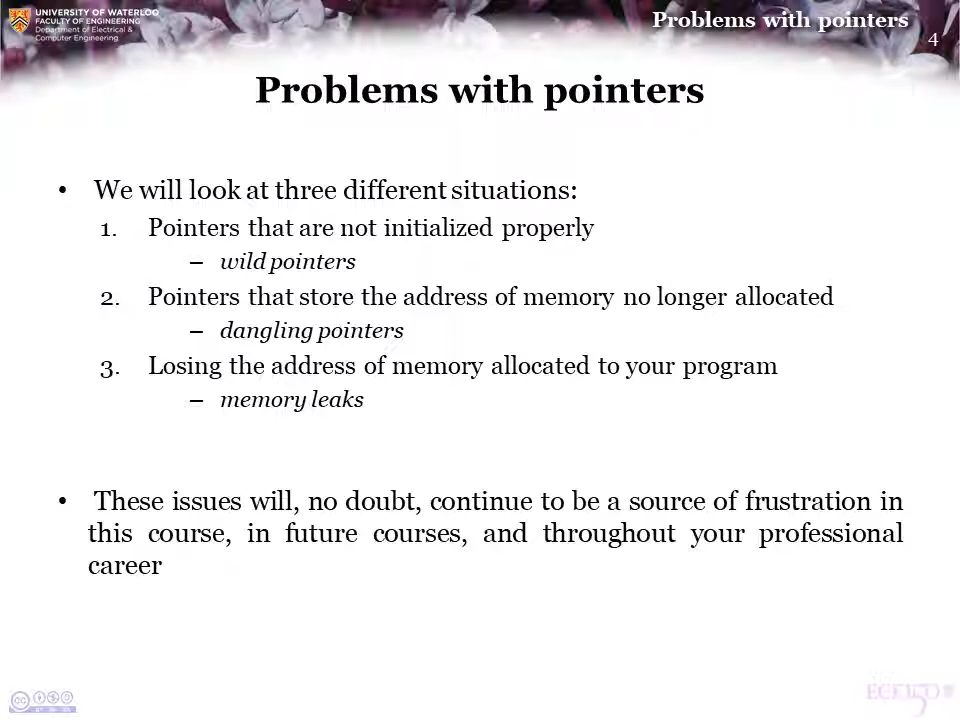 UNIVERSITY OF WATERLOO
FACULTY OF ENGINEERING
Department of Electrical &
Computer Engineering
Problems with pointers
4
Problems with pointers
• We will look at three different situations:
1. Pointers that are not initialized properly
– wild pointers
2. Pointers that store the address of memory no longer allocated
– dangling pointers
3. Losing the address of memory allocated to your program
– memory leaks
• These issues will, no doubt, continue to be a source of frustration in
this course, in future courses, and throughout your professional
career
cc